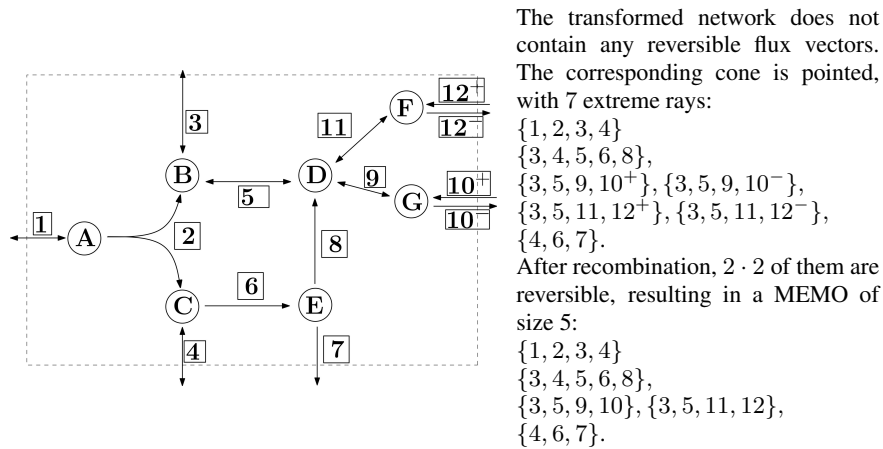 12⁺
12⁻
F
11
3
B
5
D
9
10⁺
G
10⁻
1
A
2
8
C
6
E
4
7
The transformed network does not
contain any reversible flux vectors.
The corresponding cone is pointed,
with 7 extreme rays:
{1, 2, 3, 4}
{3, 4, 5, 6, 8},
{3, 5, 9, 10⁺}, {3, 5, 9, 10⁻},
{3, 5, 11, 12⁺}, {3, 5, 11, 12⁻},
{4, 6, 7}.
After recombination, 2 · 2 of them are
reversible, resulting in a MEMO of
size 5:
{1, 2, 3, 4}
{3, 4, 5, 6, 8},
{3, 5, 9, 10}, {3, 5, 11, 12},
{4, 6, 7}.